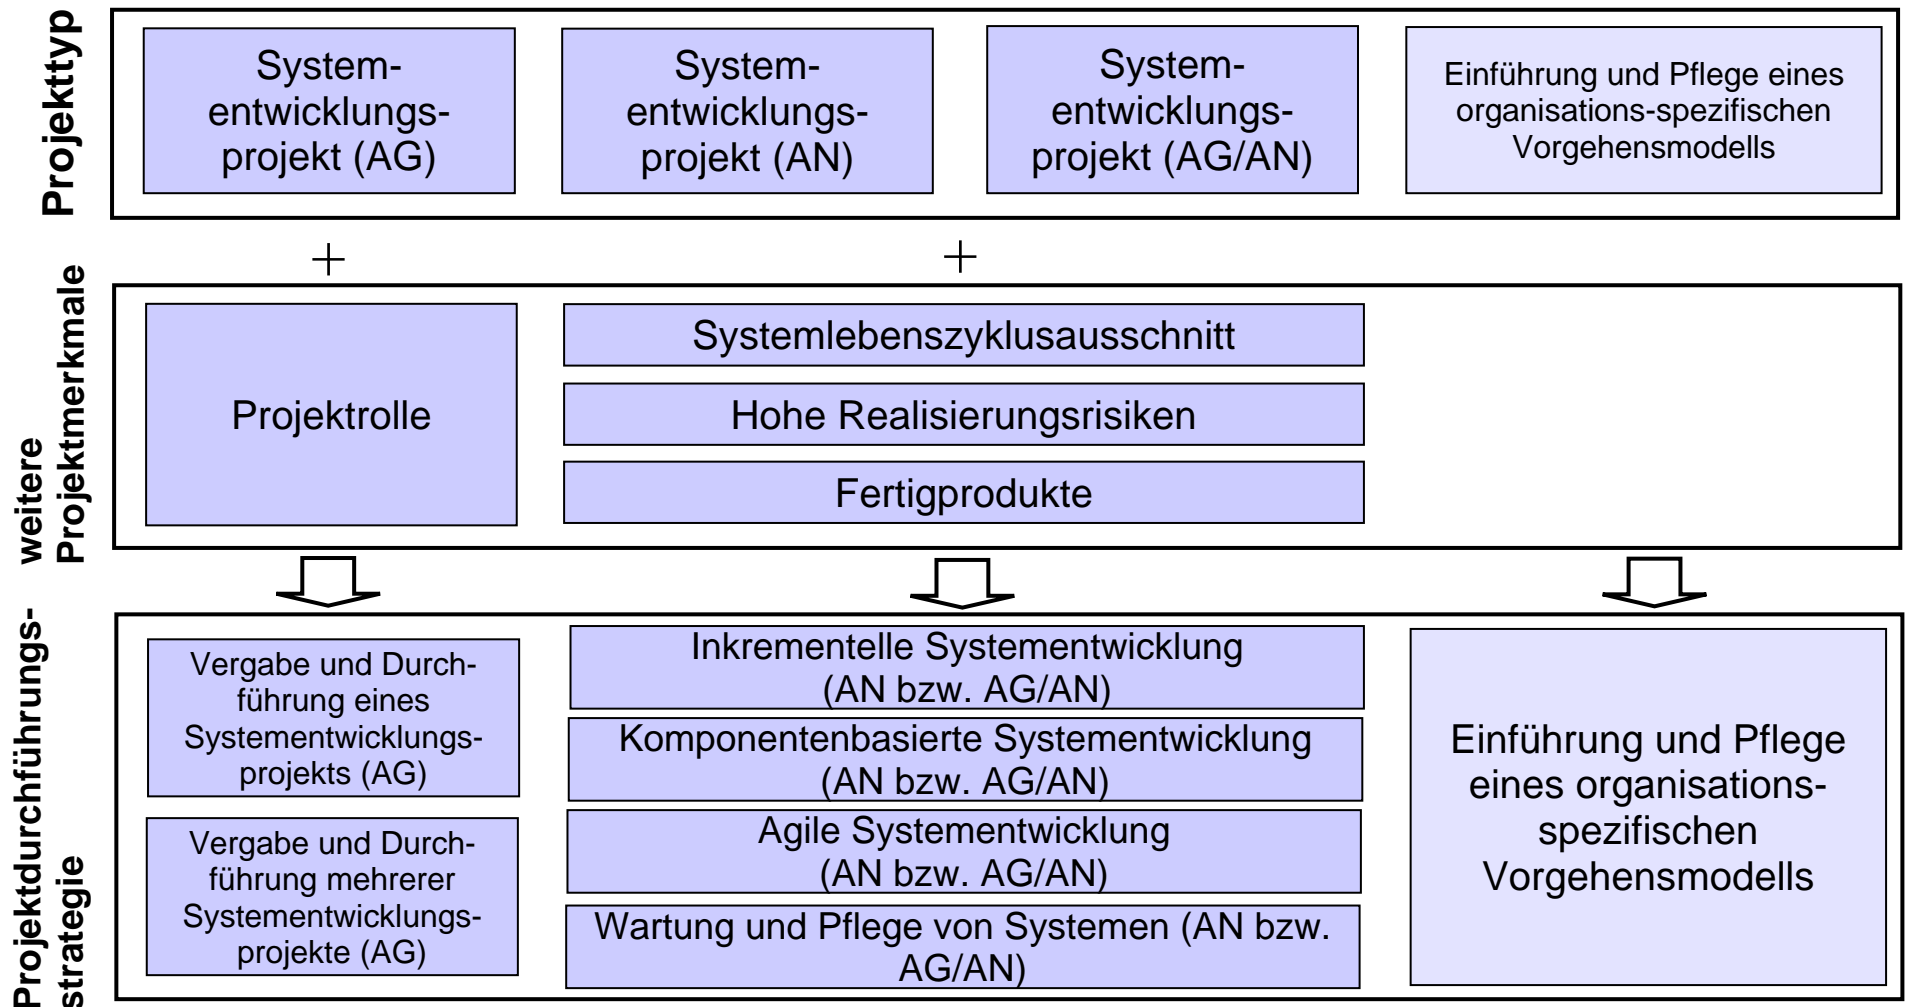 Projekttyp
System-
entwicklungs-
projekt (AG)
System-
entwicklungs-
projekt (AN)
System-
entwicklungs-
projekt (AG/AN)
Einführung und Pflege eines
organisations-spezifischen
Vorgehensmodells
+
+
weitere
Projektmerkmale
Projektrolle
Systemlebenszyklusausschnitt
Hohe Realisierungsrisiken
Fertigprodukte
Projektdurchführungs-
strategie
Vergabe und Durch-
führung eines
Systementwicklungs-
projekts (AG)
Vergabe und Durch-
führung mehrerer
Systementwicklungs-
projekte (AG)
Inkrementelle Systementwicklung
(AN bzw. AG/AN)
Komponentenbasierte Systementwicklung
(AN bzw. AG/AN)
Agile Systementwicklung
(AN bzw. AG/AN)
Wartung und Pflege von Systemen (AN bzw.
AG/AN)
Einführung und Pflege
eines organisations-
spezifischen
Vorgehensmodells